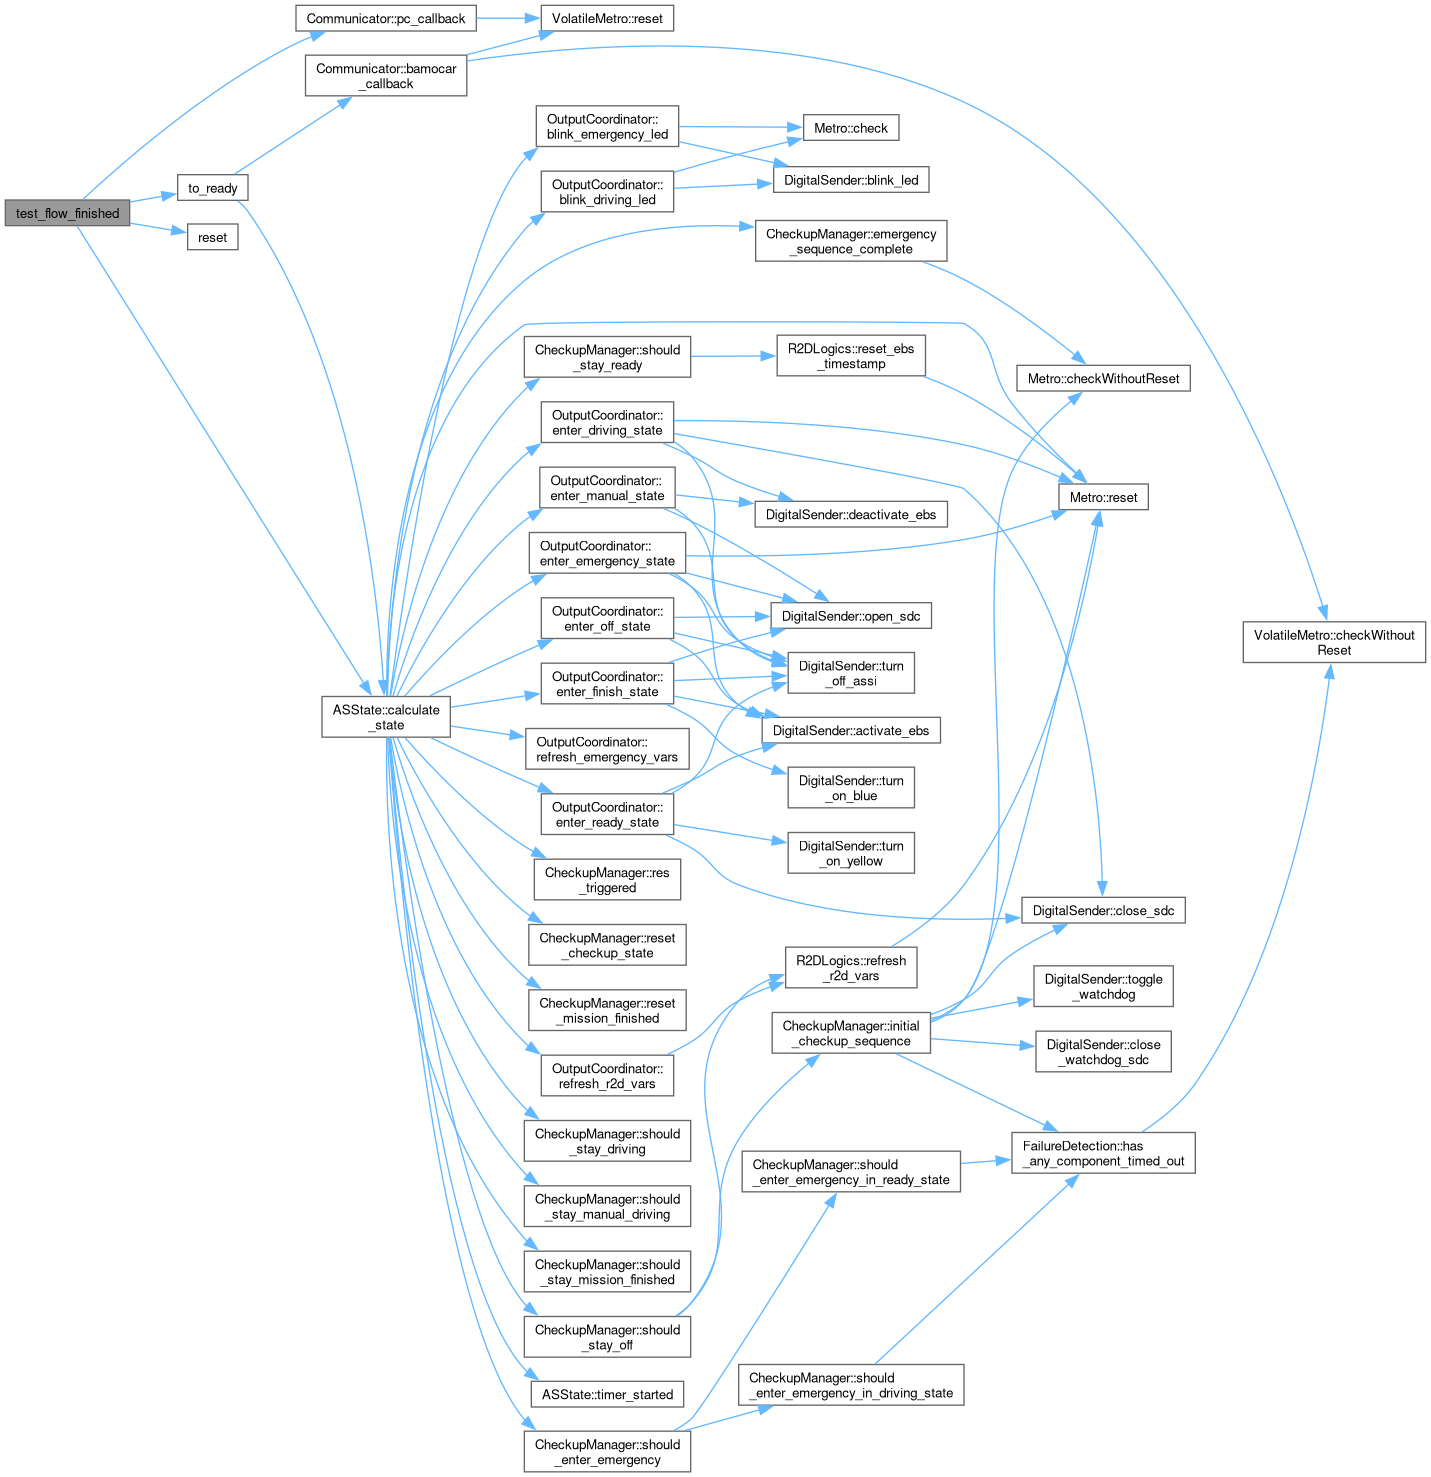 Communicator::pc_callback
VolatileMetro::reset
Communicator::bamocar
_callback
OutputCoordinator::
blink_emergency_led
Metro::check
DigitalSender::blink_led
OutputCoordinator::
blink_driving_led
to_ready
test_flow_finished
reset
CheckupManager::emergency
_sequence_complete
CheckupManager::should
_stay_ready
R2DLogics::reset_ebs
_timestamp
Metro::checkWithoutReset
OutputCoordinator::
enter_driving_state
OutputCoordinator::
enter_manual_state
Metro::reset
DigitalSender::deactivate_ebs
OutputCoordinator::
enter_emergency_state
OutputCoordinator::
enter_off_state
DigitalSender::open_sdc
VolatileMetro::checkWithout
Reset
DigitalSender::turn
_off_assi
OutputCoordinator::
enter_finish_state
ASState::calculate
_state
DigitalSender::activate_ebs
OutputCoordinator::
refresh_emergency_vars
DigitalSender::turn
_on_blue
OutputCoordinator::
enter_ready_state
DigitalSender::turn
_on_yellow
CheckupManager::res
_triggered
DigitalSender::close_sdc
CheckupManager::reset
_checkup_state
R2DLogics::refresh
_r2d_vars
DigitalSender::toggle
_watchdog
CheckupManager::reset
_mission_finished
CheckupManager::initial
_checkup_sequence
DigitalSender::close
_watchdog_sdc
OutputCoordinator::
refresh_r2d_vars
CheckupManager::should
_stay_driving
FailureDetection::has
_any_component_timed_out
CheckupManager::should
_enter_emergency_in_ready_state
CheckupManager::should
_stay_manual_driving
CheckupManager::should
_stay_mission_finished
CheckupManager::should
_stay_off
CheckupManager::should
_enter_emergency_in_driving_state
ASState::timer_started
CheckupManager::should
_enter_emergency